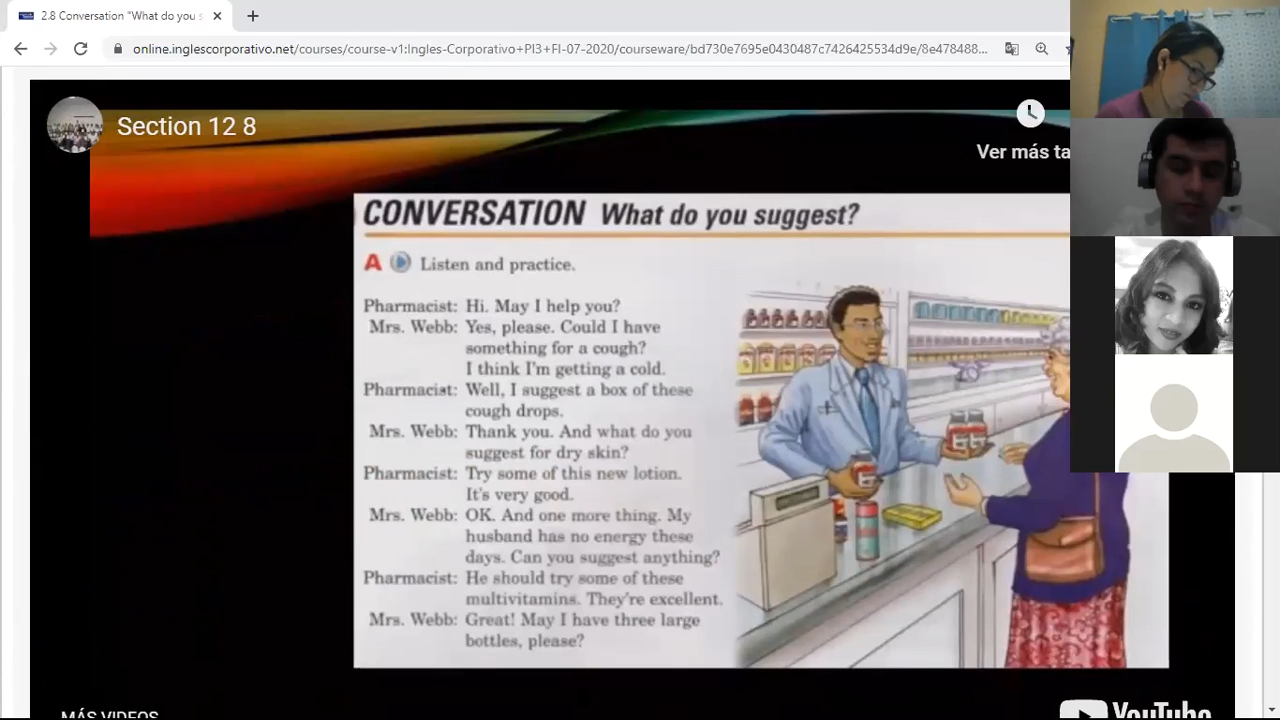 2.8 Conversation "What do you s
online.inglescorporativo.net/courses/course-v1:Ingles-Corporativo+PI3+FI-07-2020/courseware/bd730e7695e0430487c7426425534d9e/8e478488...
Section 12 8
Ver más ta
CONVERSATION What do you suggest?
A Listen and practice.
Pharmacist: Hi. May I help you?
Mrs. Webb: Yes, please. Could I have
something for a cough?
I think I'm getting a cold.
Pharmacist: Well, I suggest a box of these
cough drops.
Mrs. Webb: Thank you. And what do you
suggest for dry skin?
Pharmacist: Try some of this new lotion.
It's very good.
Mrs. Webb: OK. And one more thing. My
husband has no energy these
days. Can you suggest anything?
Pharmacist: He should try some of these
multivitamins. They're excellent.
Mrs. Webb: Great! May I have three large
bottles, please?
MÁS VIDEOS
YouTube